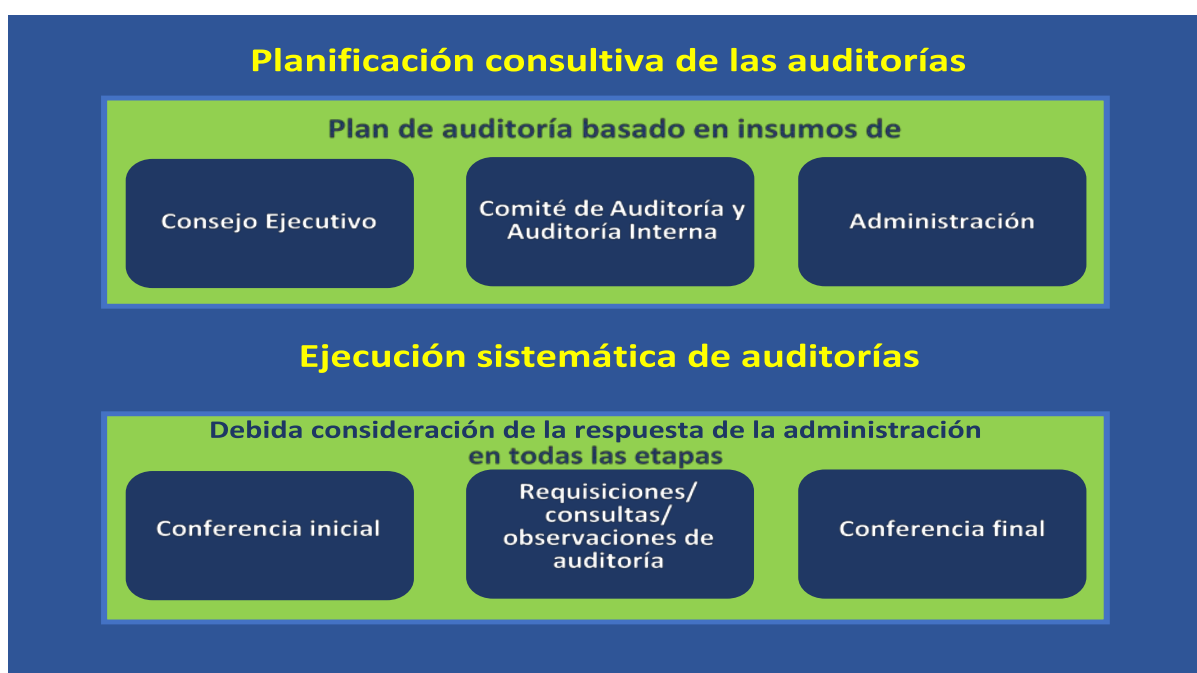 Planificación consultiva de las auditorías
Plan de auditoría basado en insumos de
Consejo Ejecutivo
Comité de Auditoría y
Auditoría Interna
Administración
Ejecución sistemática de auditorías
Debida consideración de la respuesta de la administración
en todas las etapas
Conferencia inicial
Requisiciones/
consultas/
observaciones de
auditoría
Conferencia final